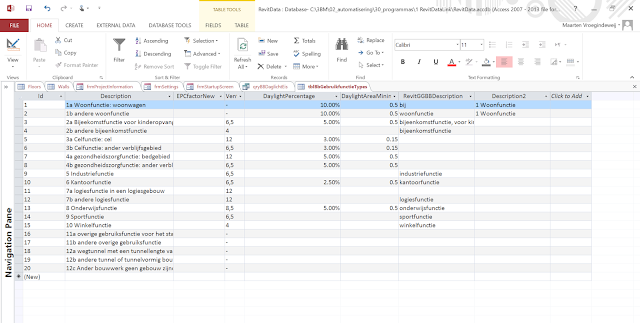 TABLE TOOLS
RevitData : Database- C:\3BM\02_automatisering\30_programmas\1 RevitData.actief\RevitData.accdb (Access 2007 - 2013 file for
Maarten Vroegindeweij
FILE HOME CREATE EXTERNAL DATA DATABASE TOOLS FIELDS TABLE
View Paste Cut Copy Format Painter Filter Ascending Descending Remove Sort Selection Advanced Toggle Filter Refresh All New Save Delete Totals Spelling More Find Replace Go To Select Calibri 11
Views Clipboard Sort & Filter Records Find Text Formatting
Floors Walls frmProjectInformation frmSettings frmStartupScreen tblBbGebruiksfunctieTypes
Id Description EPCfactorNew DaylightPercentage RevitGGBBDescription Description2 Click to Add
1 1a Woonfunctie: woonwagen - 10.00% 0.5 bij 1 Woonfunctie
2 1b andere woonfunctie - 10.00% 0.5 woonfunctie 1 Woonfunctie
3 2a Bijeenkomstfunctie voor kinderopvang 6,5 5.00% 0.5 bijeenkomstfunctie, voor ki
4 2b andere bijeenkomstfunctie 4 bijeenkomstfunctie
5 3a Celfunctie: cel 12 3.00% 0.15
6 3b Celfunctie: ander verblijfsgebied 6,5 3.00% 0.15
7 4a gezondheidszorgfunctie: bedgebied 12 5.00% 0.5
8 4b gezondheidszorgfunctie: ander verbl 6,5 5.00% 0.5
9 5 Industriefunctie 6,5 industriefunctie
10 6 Kantoorfunctie 6,5 2.50% 0.5 kantoorfunctie
11 7a logiesfunctie in een logiesgebouw 12
12 7b andere logiefunctie 12 logiesfunctie
13 8 Onderwijsfunctie 8,5 5.00% 0.5 onderwijsfunctie
14 9 Sportfunctie 6,5 sportfunctie
15 10 Winkelfunctie 4 winkelfunctie
16 11a overige gebruiksfunctie voor het sta -
17 11b andere overige gebruiksfunctie -
18 12a wegtunnel met een tunnellengte va -
19 12b andere tunnel of tunnelvormig bou -
20 12c Ander bouwwerk geen gebouw zijn -
(New)
Navigation Pane